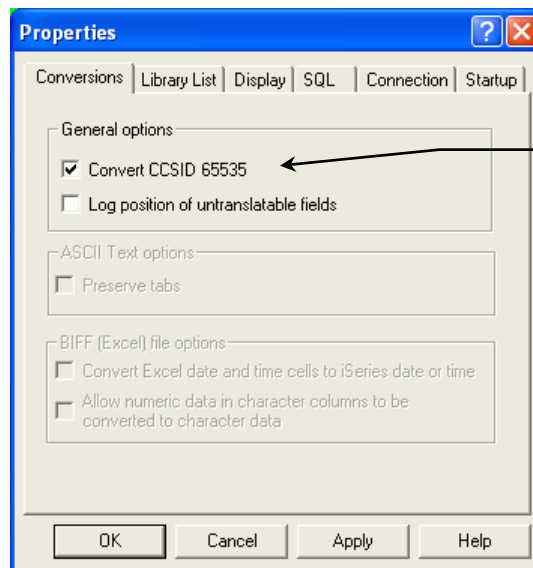 Properties
Conversions Library List Display SQL Connection Startup
General options
Convert CCSID 65535
Log position of untranslatable fields
ASCII Text options
Preserve tabs
BIFF (Excel) file options
Convert Excel date and time cells to iSeries date or time
Allow numeric data in character columns to be
converted to character data
OK Cancel Apply Help